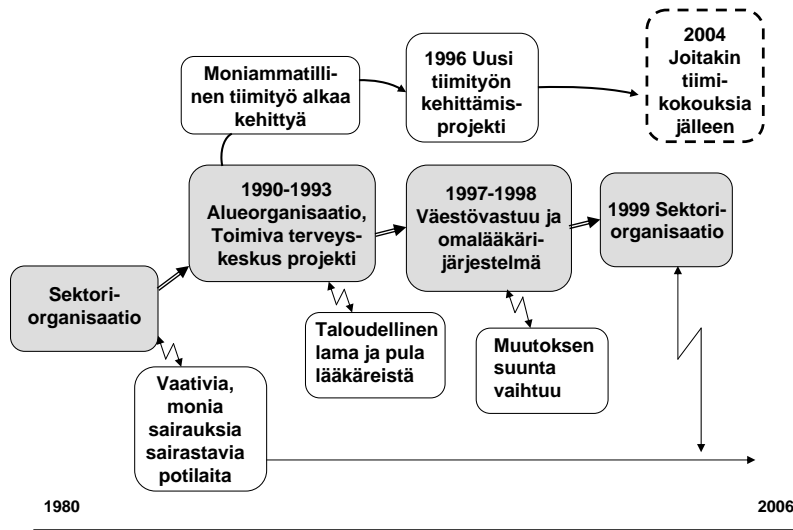 Moniammatilli-
nen tiimityö alkaa
kehittyä
1996 Uusi
tiimityön
kehittämis-
projekti
2004
Joitakin
tiimi-
kokouksia
jälleen
Sektori-
organisaatio
1990-1993
Alueorganisaatio,
Toimiva terveys-
keskus projekti
1997-1998
Väestövastuu ja
omalääkäri-
järjestelmä
1999 Sektori-
organisaatio
Vaativia,
monia
sairauksia
sairastavia
potilaita
Taloudellinen
lama ja pula
lääkäreistä
Muutoksen
suunta
vaihtuu
1980
2006